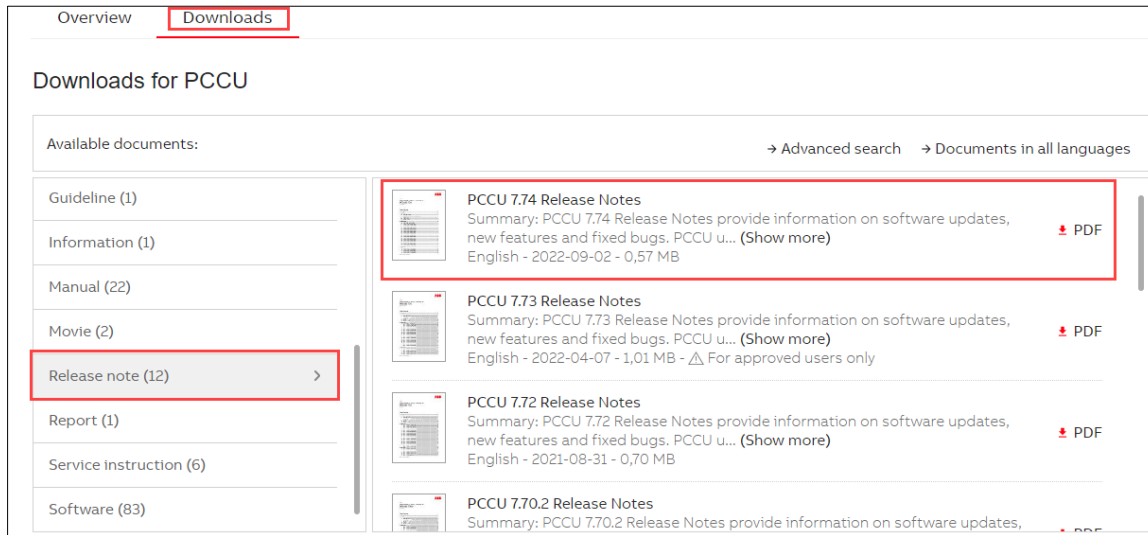 Overview Downloads
Downloads for PCCU
Available documents:
→ Advanced search → Documents in all languages
Guideline (1)
Information (1)
Manual (22)
Movie (2)
Release note (12)
Report (1)
Service instruction (6)
Software (83)
PCCU 7.74 Release Notes
Summary: PCCU 7.74 Release Notes provide information on software updates,
new features and fixed bugs. PCCU u... (Show more)
English - 2022-09-02 - 0,57 MB
PDF
PCCU 7.73 Release Notes
Summary: PCCU 7.73 Release Notes provide information on software updates,
new features and fixed bugs. PCCU u... (Show more)
English - 2022-04-07 - 1,01 MB - ⚠ For approved users only
PDF
PCCU 7.72 Release Notes
Summary: PCCU 7.72 Release Notes provide information on software updates,
new features and fixed bugs. PCCU u... (Show more)
English - 2021-08-31 - 0,70 MB
PDF
PCCU 7.70.2 Release Notes
Summary: PCCU 7.70.2 Release Notes provide information on software updates,